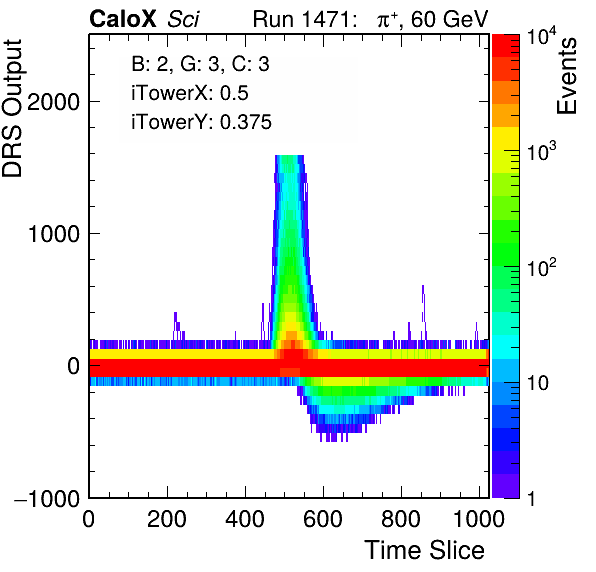 CaloX Sci Run 1471: π⁺, 60 GeV
B: 2, G: 3, C: 3
iTowerX: 0.5
iTowerY: 0.375
DRS Output
2000
1000
0
−1000
0 200 400 600 800 1000
Time Slice
Events
10⁴
10³
10²
10
1